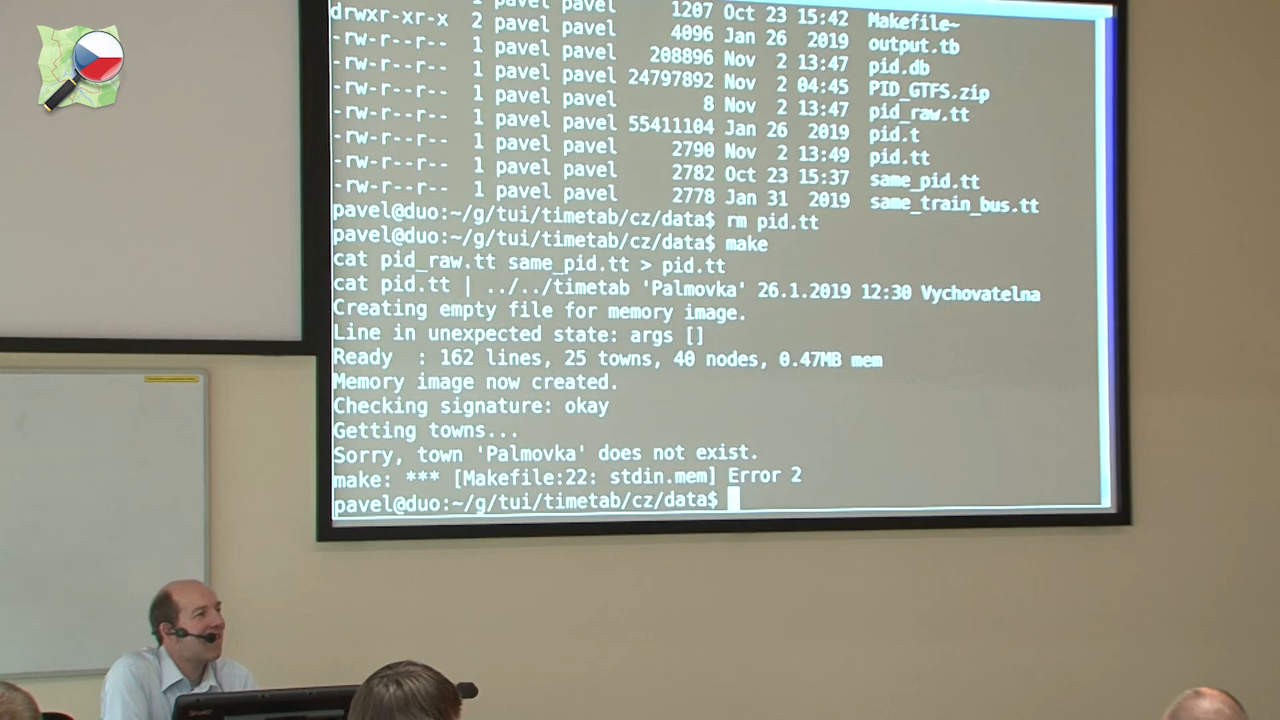 1 pavel pavel 1207 Oct 23 15:42 Makefile~
drwxr-xr-x 2 pavel pavel 4096 Jan 26 2019 output.tb
-rw-r--r-- 1 pavel pavel 208896 Nov 2 13:47 pid.db
-rw-r--r-- 1 pavel pavel 24797892 Nov 2 04:45 PID_GTFS.zip
-rw-r--r-- 1 pavel pavel 8 Nov 2 13:47 pid_raw.tt
-rw-r--r-- 1 pavel pavel 55411104 Jan 26 2019 pid.t
-rw-r--r-- 1 pavel pavel 2790 Nov 2 13:49 pid.tt
-rw-r--r-- 1 pavel pavel 2782 Oct 23 15:37 same_pid.tt
-rw-r--r-- 1 pavel pavel 2778 Jan 31 2019 same_train_bus.tt
pavel@duo:~/g/tui/timetab/cz/data$ rm pid.tt
pavel@duo:~/g/tui/timetab/cz/data$ make
cat pid_raw.tt same_pid.tt > pid.tt
cat pid.tt | ../../timetab 'Palmovka' 26.1.2019 12:30 Vychovatelna
Creating empty file for memory image.
Line in unexpected state: args []
Ready : 162 lines, 25 towns, 40 nodes, 0.47MB mem
Memory image now created.
Checking signature: okay
Getting towns...
Sorry, town 'Palmovka' does not exist.
make: *** [Makefile:22: stdin.mem] Error 2
pavel@duo:~/g/tui/timetab/cz/data$